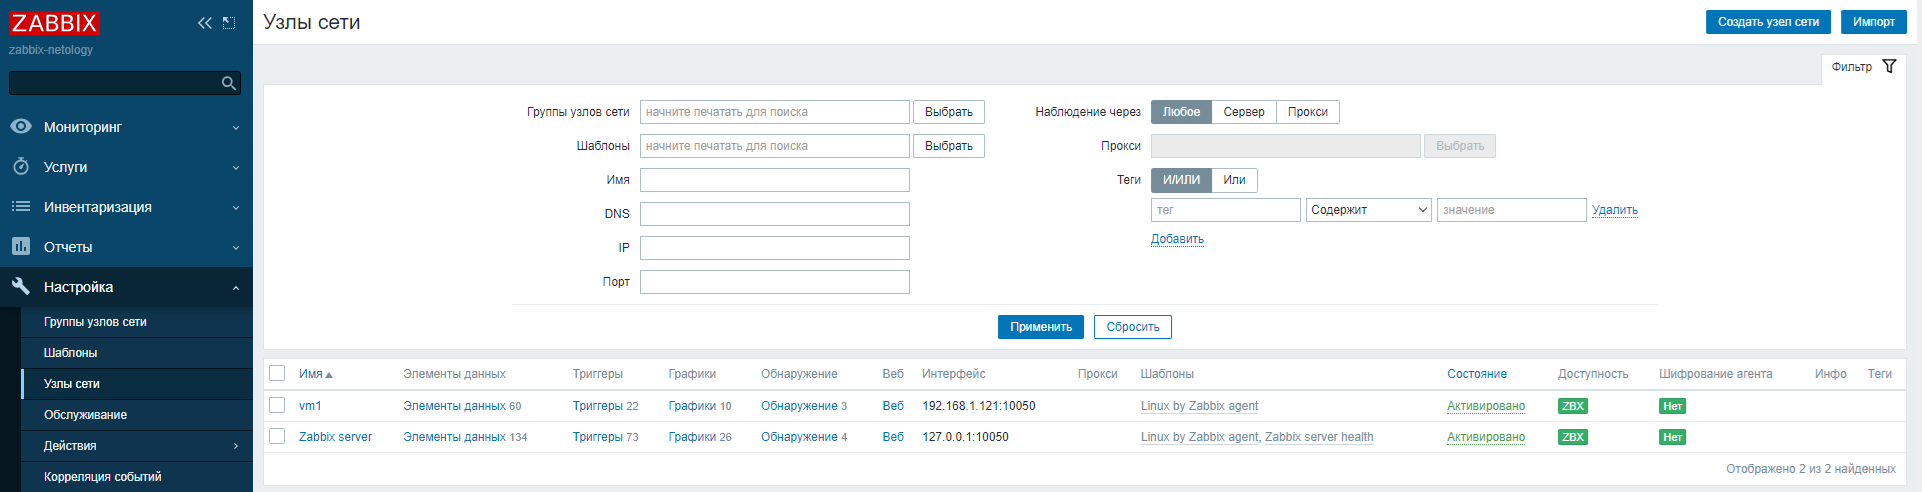 ZABBIX
zabbix-netology
Мониторинг
Услуги
Инвентаризация
Отчеты
Настройка
Группы узлов сети
Шаблоны
Узлы сети
Обслуживание
Действия
Корреляция событий
Узлы сети
Создать узел сети Импорт
Фильтр
Группы узлов сети начните печатать для поиска Выбрать
Шаблоны начните печатать для поиска Выбрать
Имя
DNS
IP
Порт
Наблюдение через Любое Сервер Прокси
Прокси Выбрать
Теги И/ИЛИ Или
тег Содержит значение Удалить
Добавить
Применить Сбросить
Имя Элементы данных Триггеры Графики Обнаружение Веб Интерфейс Прокси Шаблоны Состояние Доступность Шифрование агента Инфо Теги
vm1 Элементы данных 60 Триггеры 22 Графики 10 Обнаружение 3 Веб 192.168.1.121:10050 Linux by Zabbix agent Активировано ZBX Нет
Zabbix server Элементы данных 134 Триггеры 73 Графики 26 Обнаружение 4 Веб 127.0.0.1:10050 Linux by Zabbix agent, Zabbix server health Активировано ZBX Нет
Отображено 2 из 2 найденных